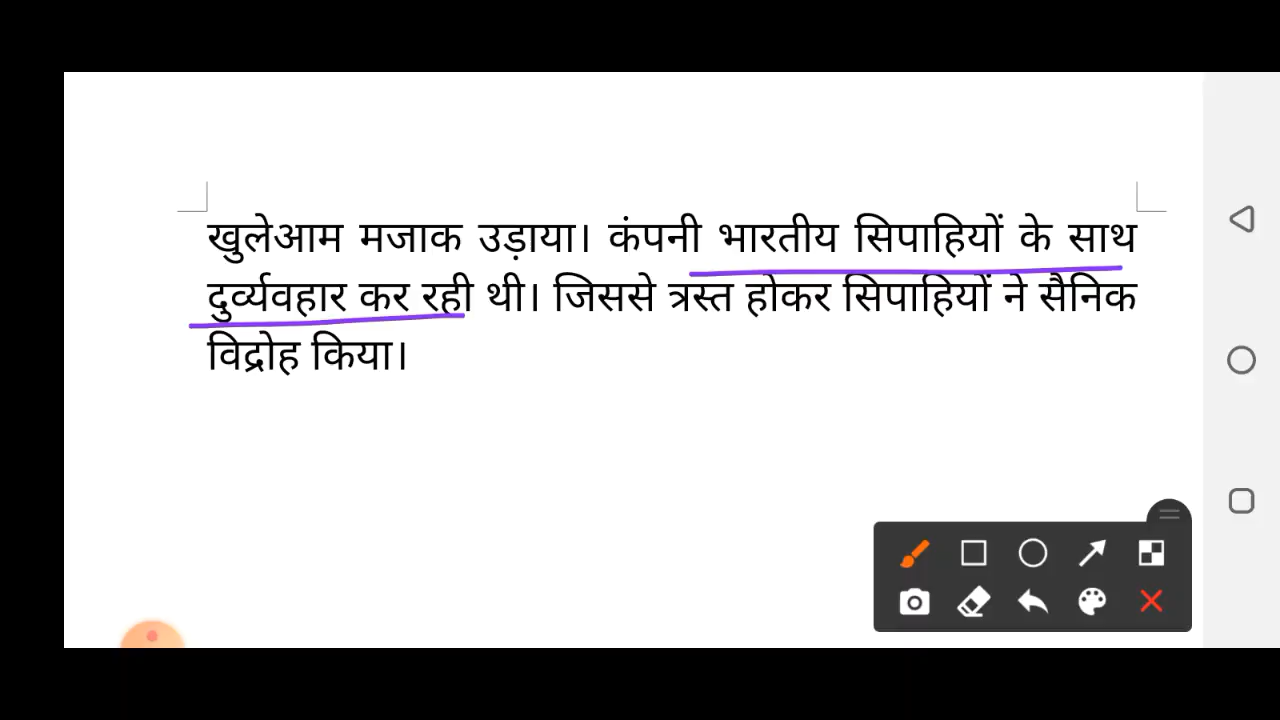 खुलेआम मजाक उड़ाया। कंपनी भारतीय सिपाहियों के साथ
दुर्व्यवहार कर रही थी। जिससे त्रस्त होकर सिपाहियों ने सैनिक
विद्रोह किया।